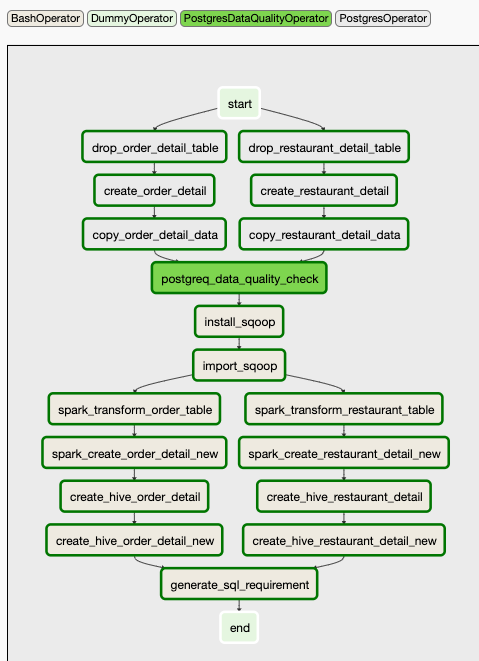 BashOperator DummyOperator PostgresDataQualityOperator PostgresOperator
start
drop_order_detail_table drop_restaurant_detail_table
create_order_detail create_restaurant_detail
copy_order_detail_data copy_restaurant_detail_data
postgreq_data_quality_check
install_sqoop
import_sqoop
spark_transform_order_table spark_transform_restaurant_table
spark_create_order_detail_new spark_create_restaurant_detail_new
create_hive_order_detail create_hive_restaurant_detail
create_hive_order_detail_new create_hive_restaurant_detail_new
generate_sql_requirement
end